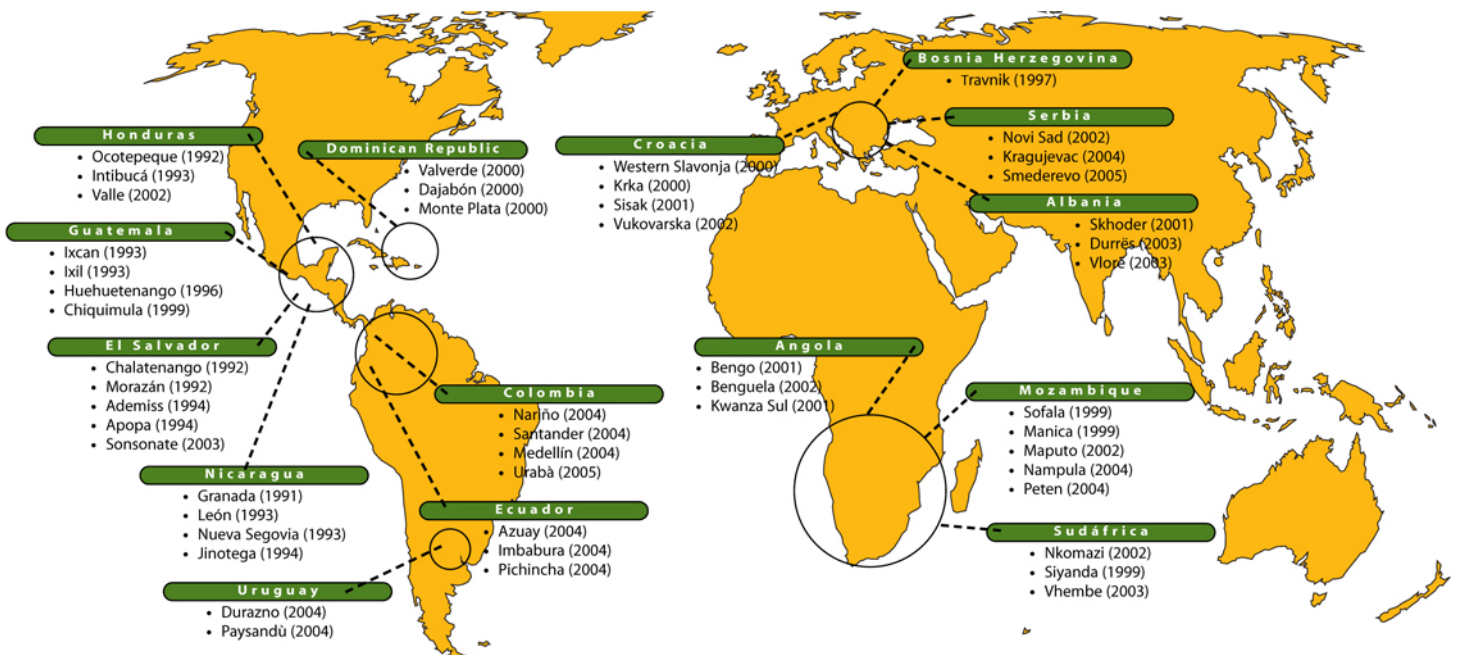 Honduras
• Ocotepeque (1992)
• Intibucá (1993)
• Valle (2002)
Dominican Republic
• Valverde (2000)
• Dajabón (2000)
• Monte Plata (2000)
Guatemala
• Ixcan (1993)
• Ixil (1993)
• Huehuetenango (1996)
• Chiquimula (1999)
El Salvador
• Chalatenango (1992)
• Morazán (1992)
• Ademiss (1994)
• Apopa (1994)
• Sonsonate (2003)
Nicaragua
• Granada (1991)
• León (1993)
• Nueva Segovia (1993)
• Jinotega (1994)
Colombia
• Nariño (2004)
• Santander (2004)
• Medellín (2004)
• Urabà (2005)
Ecuador
• Azuay (2004)
• Imbabura (2004)
• Pichincha (2004)
Uruguay
• Durazno (2004)
• Paysandù (2004)
Bosnia Herzegovina
• Travnik (1997)
Croacia
• Western Slavonja (2000)
• Krka (2000)
• Sisak (2001)
• Vukovarska (2002)
Serbia
• Novi Sad (2002)
• Kragujevac (2004)
• Smederevo (2005)
Albania
• Skhoder (2001)
• Durrës (2003)
• Vlorë (2003)
Angola
• Bengo (2001)
• Benguela (2002)
• Kwanza Sul (2001)
Mozambique
• Sofala (1999)
• Manica (1999)
• Maputo (2002)
• Nampula (2004)
• Peten (2004)
Sudáfrica
• Nkomazi (2002)
• Siyanda (1999)
• Vhembe (2003)